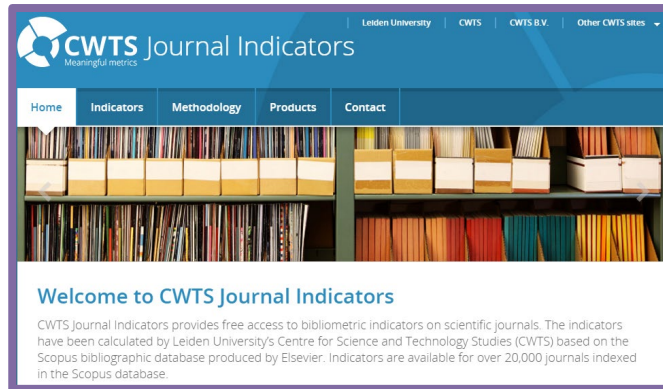 Leiden University CWTS CWTS B.V. Other CWTS sites
CWTS Journal Indicators
Meaningful metrics
Home Indicators Methodology Products Contact
Welcome to CWTS Journal Indicators
CWTS Journal Indicators provides free access to bibliometric indicators on scientific journals. The indicators
have been calculated by Leiden University's Centre for Science and Technology Studies (CWTS) based on the
Scopus bibliographic database produced by Elsevier. Indicators are available for over 20,000 journals indexed
in the Scopus database.